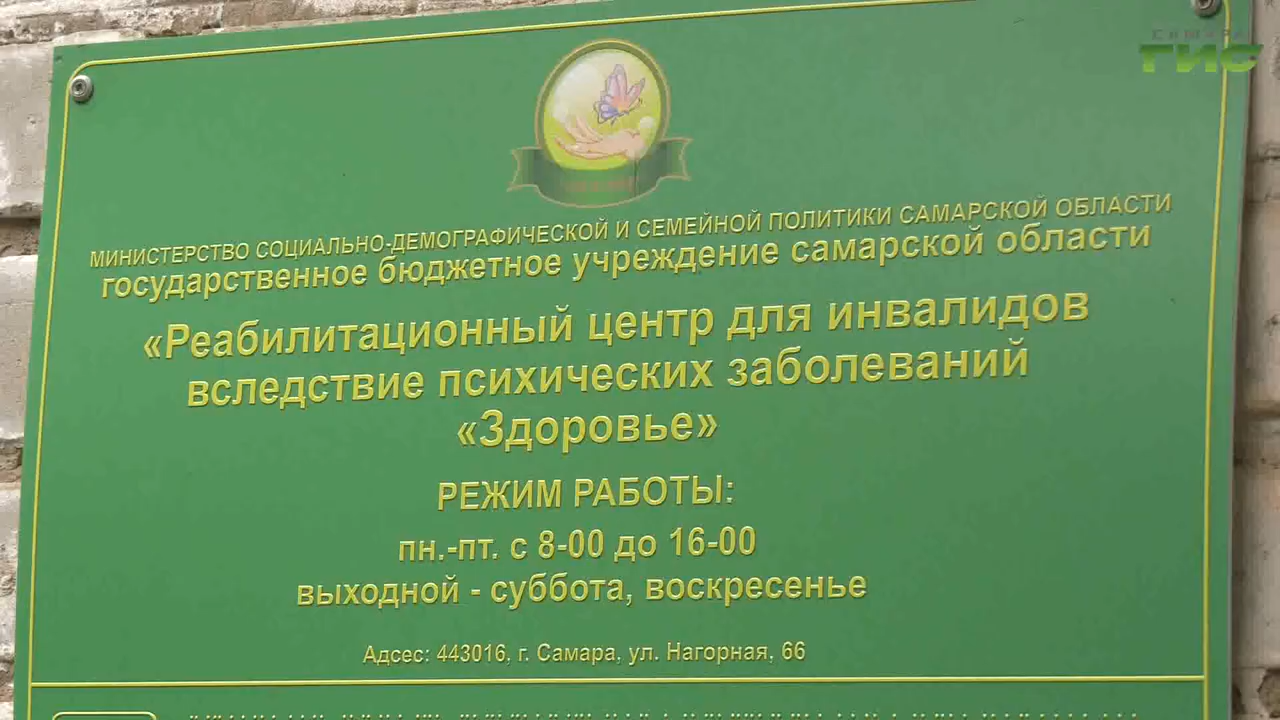 САМАРА
ГИС
МИНИСТЕРСТВО СОЦИАЛЬНО-ДЕМОГРАФИЧЕСКОЙ И СЕМЕЙНОЙ ПОЛИТИКИ САМАРСКОЙ ОБЛАСТИ
государственное бюджетное учреждение самарской области
«Реабилитационный центр для инвалидов
вследствие психических заболеваний
«Здоровье»
РЕЖИМ РАБОТЫ:
пн.-пт. с 8-00 до 16-00
выходной - суббота, воскресенье
Адсес: 443016, г. Самара, ул. Нагорная, 66